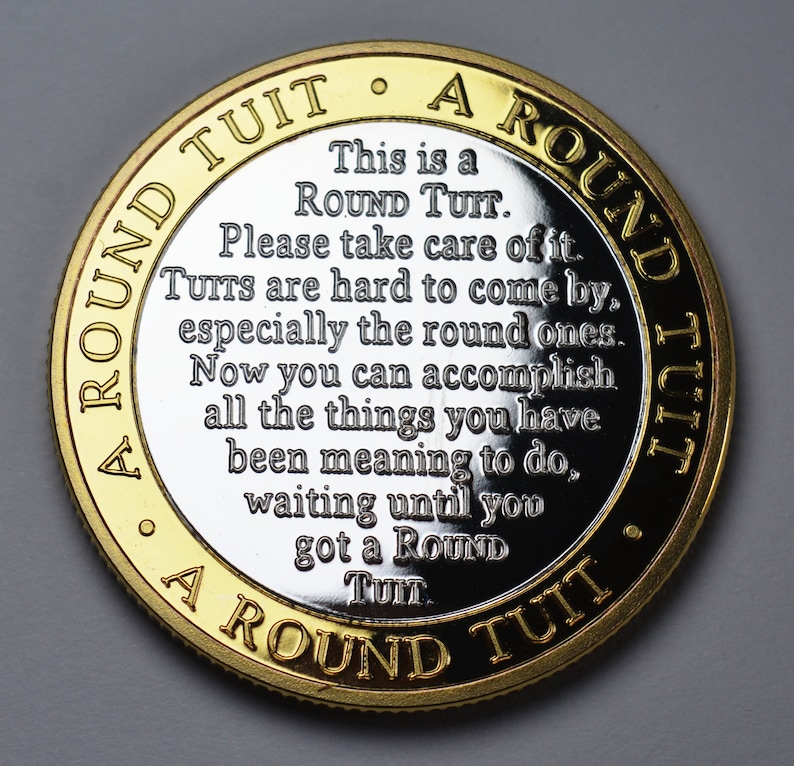 A ROUND TUIT • A ROUND TUIT • A ROUND TUIT •
This is a
ROUND TUIT.
Please take care of it.
TUITS are hard to come by,
especially the round ones.
Now you can accomplish
all the things you have
been meaning to do,
waiting until you
got a ROUND
TUIT.